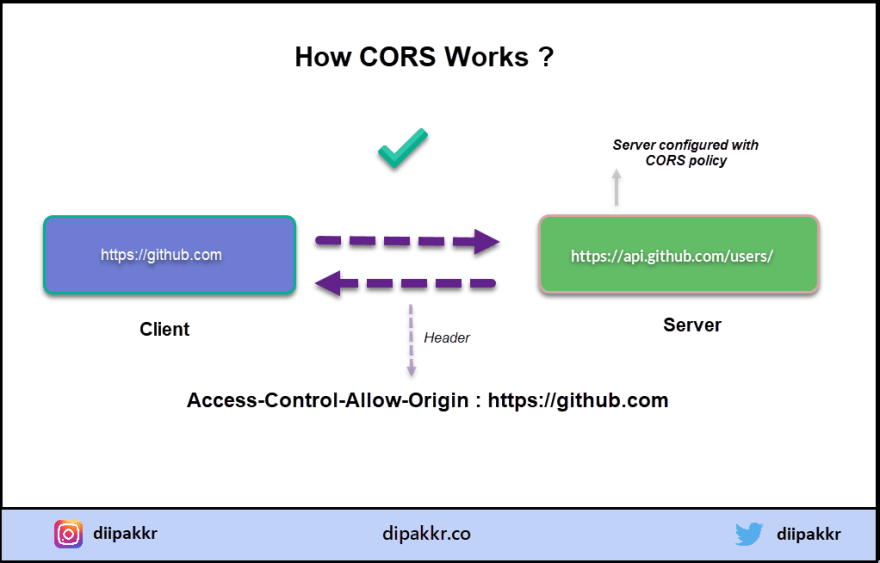 How CORS Works ?
Server configured with
CORS policy
https://github.com
https://api.github.com/users/
Client
Server
Header
Access-Control-Allow-Origin : https://github.com
diipakkr
dipakkr.co
diipakkr